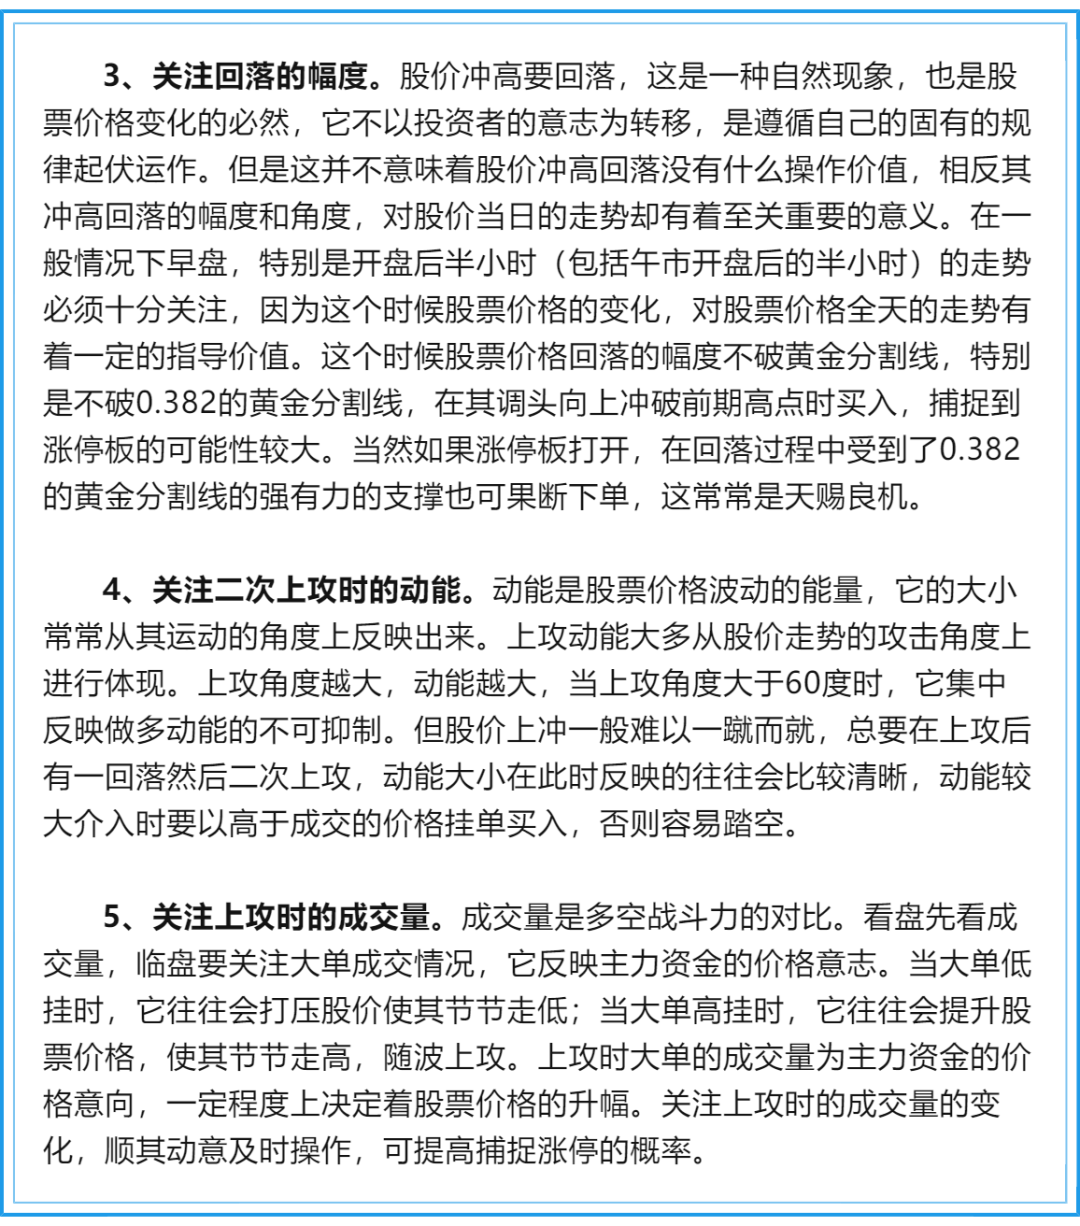 3、关注回落的幅度。股价冲高要回落，这是一种自然现象，也是股
票价格变化的必然，它不以投资者的意志为转移，是遵循自己的固有的规
律起伏运作。但是这并不意味着股价冲高回落没有什么操作价值，相反其
冲高回落的幅度和角度，对股价当日的走势却有着至关重要的意义。在一
般情况下早盘，特别是开盘后半小时（包括午市开盘后的半小时）的走势
必须十分关注，因为这个时候股票价格的变化，对股票价格全天的走势有
着一定的指导价值。这个时候股票价格回落的幅度不破黄金分割线，特别
是不破0.382的黄金分割线，在其调头向上冲破前期高点时买入，捕捉到
涨停板的可能性较大。当然如果涨停板打开，在回落过程中受到了0.382
的黄金分割线的强有力的支撑也可果断下单，这常常是天赐良机。
4、关注二次上攻时的动能。动能是股票价格波动的能量，它的大小
常常从其运动的角度上反映出来。上攻动能大多从股价走势的攻击角度上
进行体现。上攻角度越大，动能越大，当上攻角度大于60度时，它集中
反映做多动能的不可抑制。但股价上冲一般难以一蹴而就，总要在上攻后
有一回落然后二次上攻，动能大小在此时反映的往往会比较清晰，动能较
大介入时要以高于成交的价格挂单买入，否则容易踏空。
5、关注上攻时的成交量。成交量是多空战斗力的对比。看盘先看成
交量，临盘要关注大单成交情况，它反映主力资金的价格意志。当大单低
挂时，它往往会打压股价使其节节走低；当大单高挂时，它往往会提升股
票价格，使其节节走高，随波上攻。上攻时大单的成交量为主力资金的价
格意向，一定程度上决定着股票价格的升幅。关注上攻时的成交量的变
化，顺其动意及时操作，可提高捕捉涨停的概率。